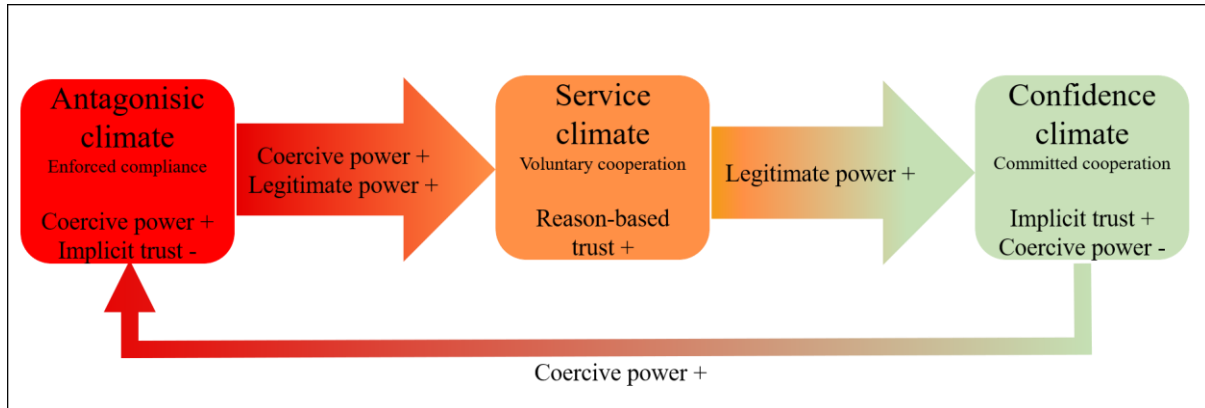 Antagonisic
climate
Enforced compliance
Coercive power +
Implicit trust -
Coercive power +
Legitimate power +
Service
climate
Voluntary cooperation
Reason-based
trust +
Legitimate power +
Confidence
climate
Committed cooperation
Implicit trust +
Coercive power -
Coercive power +